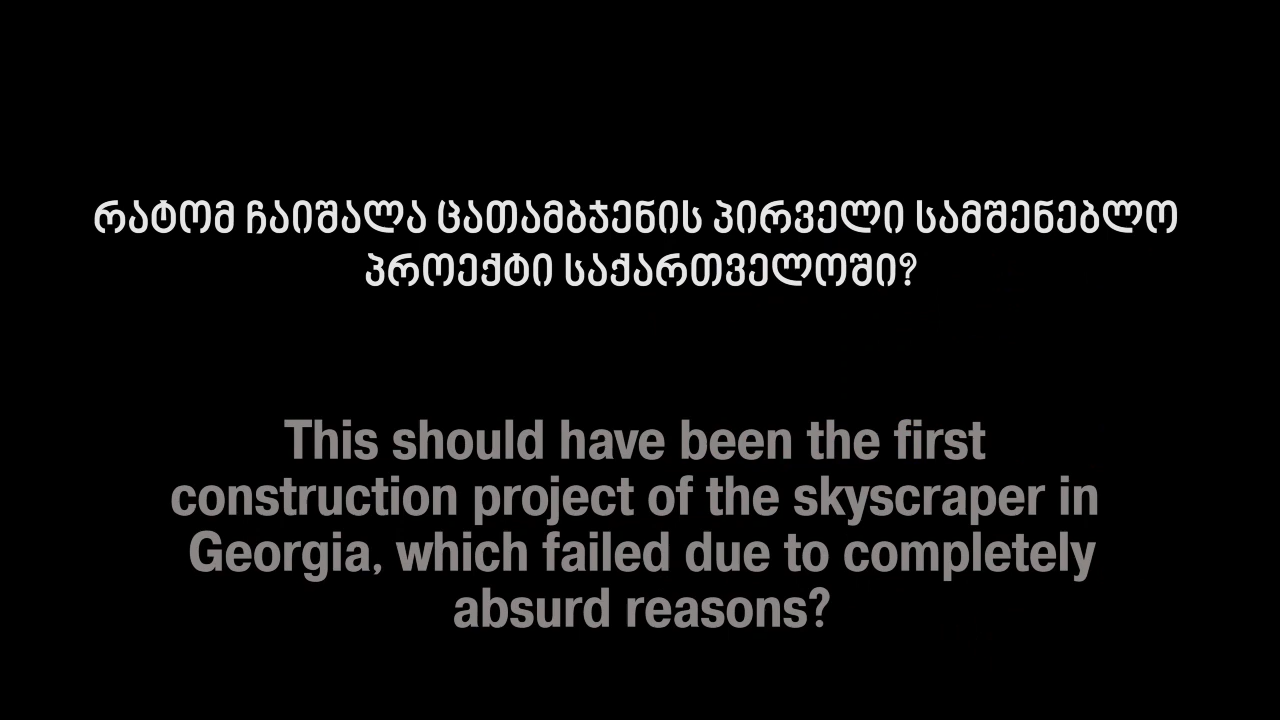 რატომ ჩაიშალა ცათამბჯენის პირველი სამშენებლო
პროექტი საქართველოში?
This should have been the first
construction project of the skyscraper in
Georgia, which failed due to completely
absurd reasons?